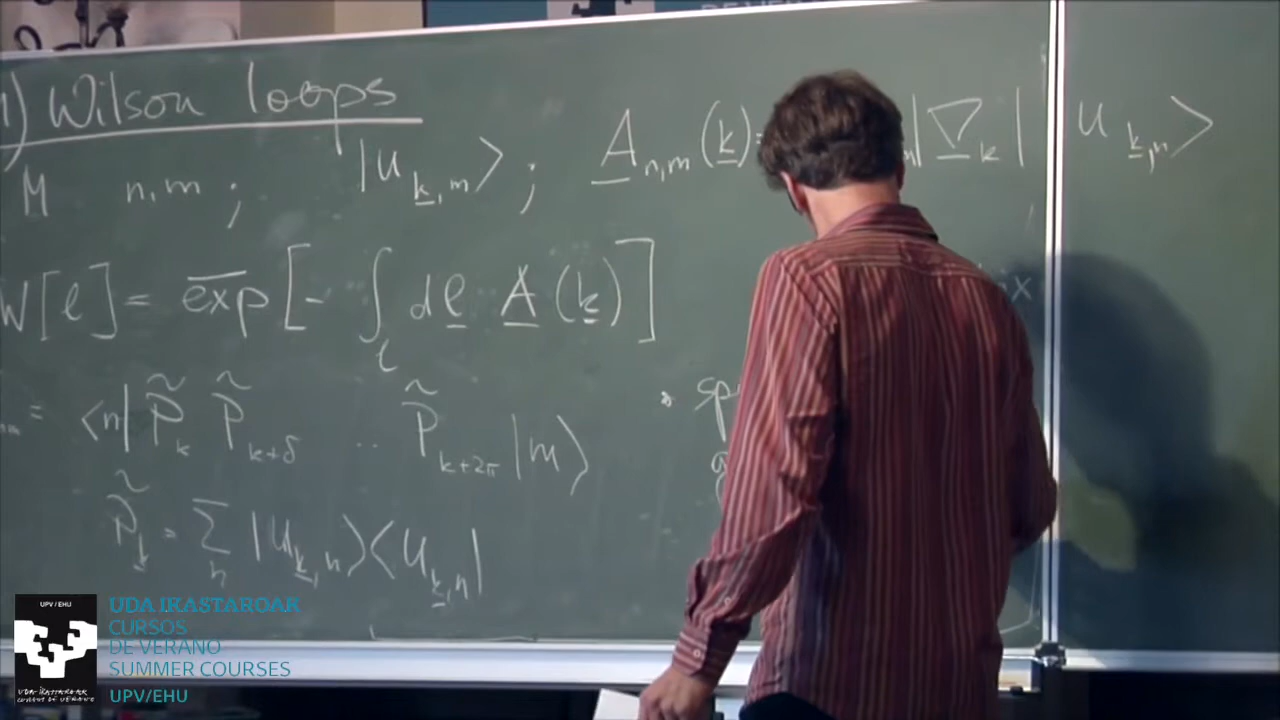 1) Wilson loops
M n,m ; |u_{k,m}⟩ ; A_{n,m}(k)= |∇_k| u_{k,n}⟩
W[l] = \overline{exp} [ - ∫_l dl A(k) ]
= ⟨n| P̃_k P̃_{k+δ} .. P̃_{k+2π} |m⟩
P̃_k = Σ_n |u_{k,n}⟩⟨u_{k,n}|
UPV / EHU
UDA IKASTAROAK
CURSOS
DE VERANO
SUMMER COURSES
UPV/EHU